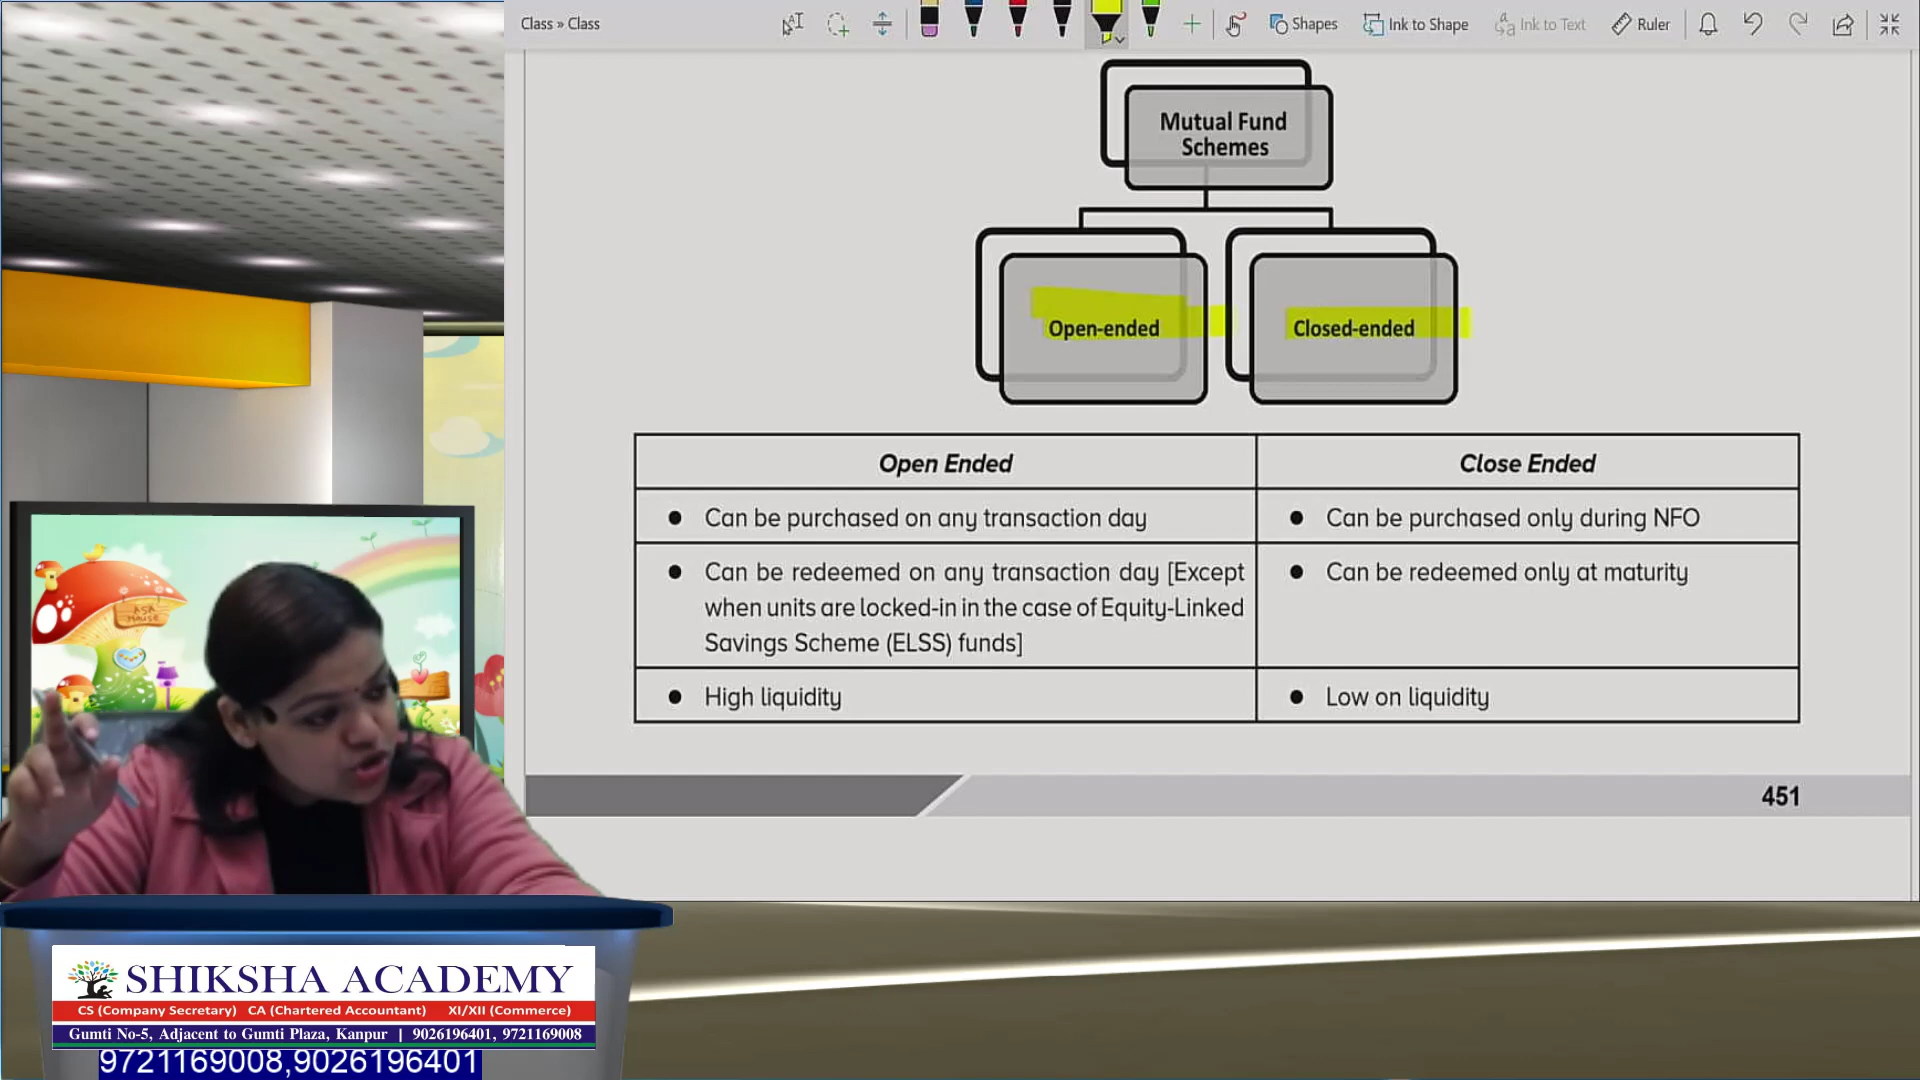 Class » Class
Shapes
Ink to Shape
Ink to Text
Ruler
Mutual Fund
Schemes
Open-ended
Closed-ended
Open Ended
Close Ended
● Can be purchased on any transaction day
● Can be purchased only during NFO
● Can be redeemed on any transaction day [Except
when units are locked-in in the case of Equity-Linked
Savings Scheme (ELSS) funds]
● Can be redeemed only at maturity
● High liquidity
● Low on liquidity
451
ASA
HAUSE
SHIKSHA ACADEMY
CS (Company Secretary) CA (Chartered Accountant) XI/XII (Commerce)
Gumti No-5, Adjacent to Gumti Plaza, Kanpur | 9026196401, 9721169008
9721169008,9026196401